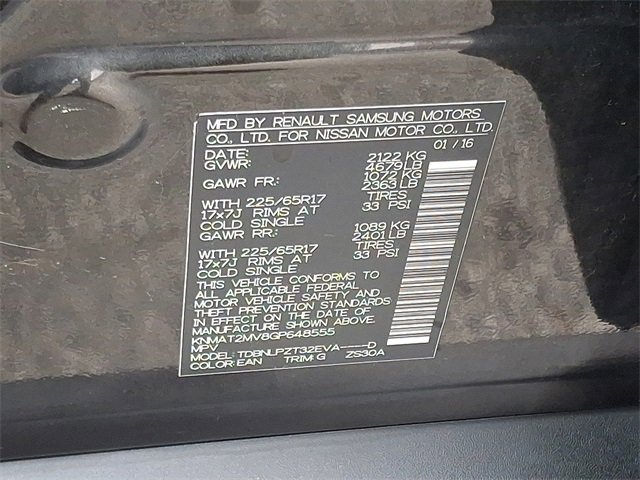 MFD BY RENAULT SAMSUNG MOTORS
CO., LTD. FOR NISSAN MOTOR CO., LTD.
DATE: 01 / 16
GVWR: 2122 KG
4679LB
GAWR FR: 1072 KG
2363 LB
WITH 225/65R17 TIRES
17x7J RIMS AT 33 PSI
COLD SINGLE
GAWR RR: 1089 KG
2401 LB
WITH 225/65R17 TIRES
17x7J RIMS AT 33 PSI
COLD SINGLE
THIS VEHICLE CONFORMS TO
ALL APPLICABLE FEDERAL
MOTOR VEHICLE SAFETY AND
THEFT PREVENTION STANDARDS
IN EFFECT ON THE DATE OF
MANUFACTURE SHOWN ABOVE.
KNMAT2MV8GP648555
MPV
MODEL: TDBNLPZT32EVA----D
COLOR:EAN TRIM:G ZS30A